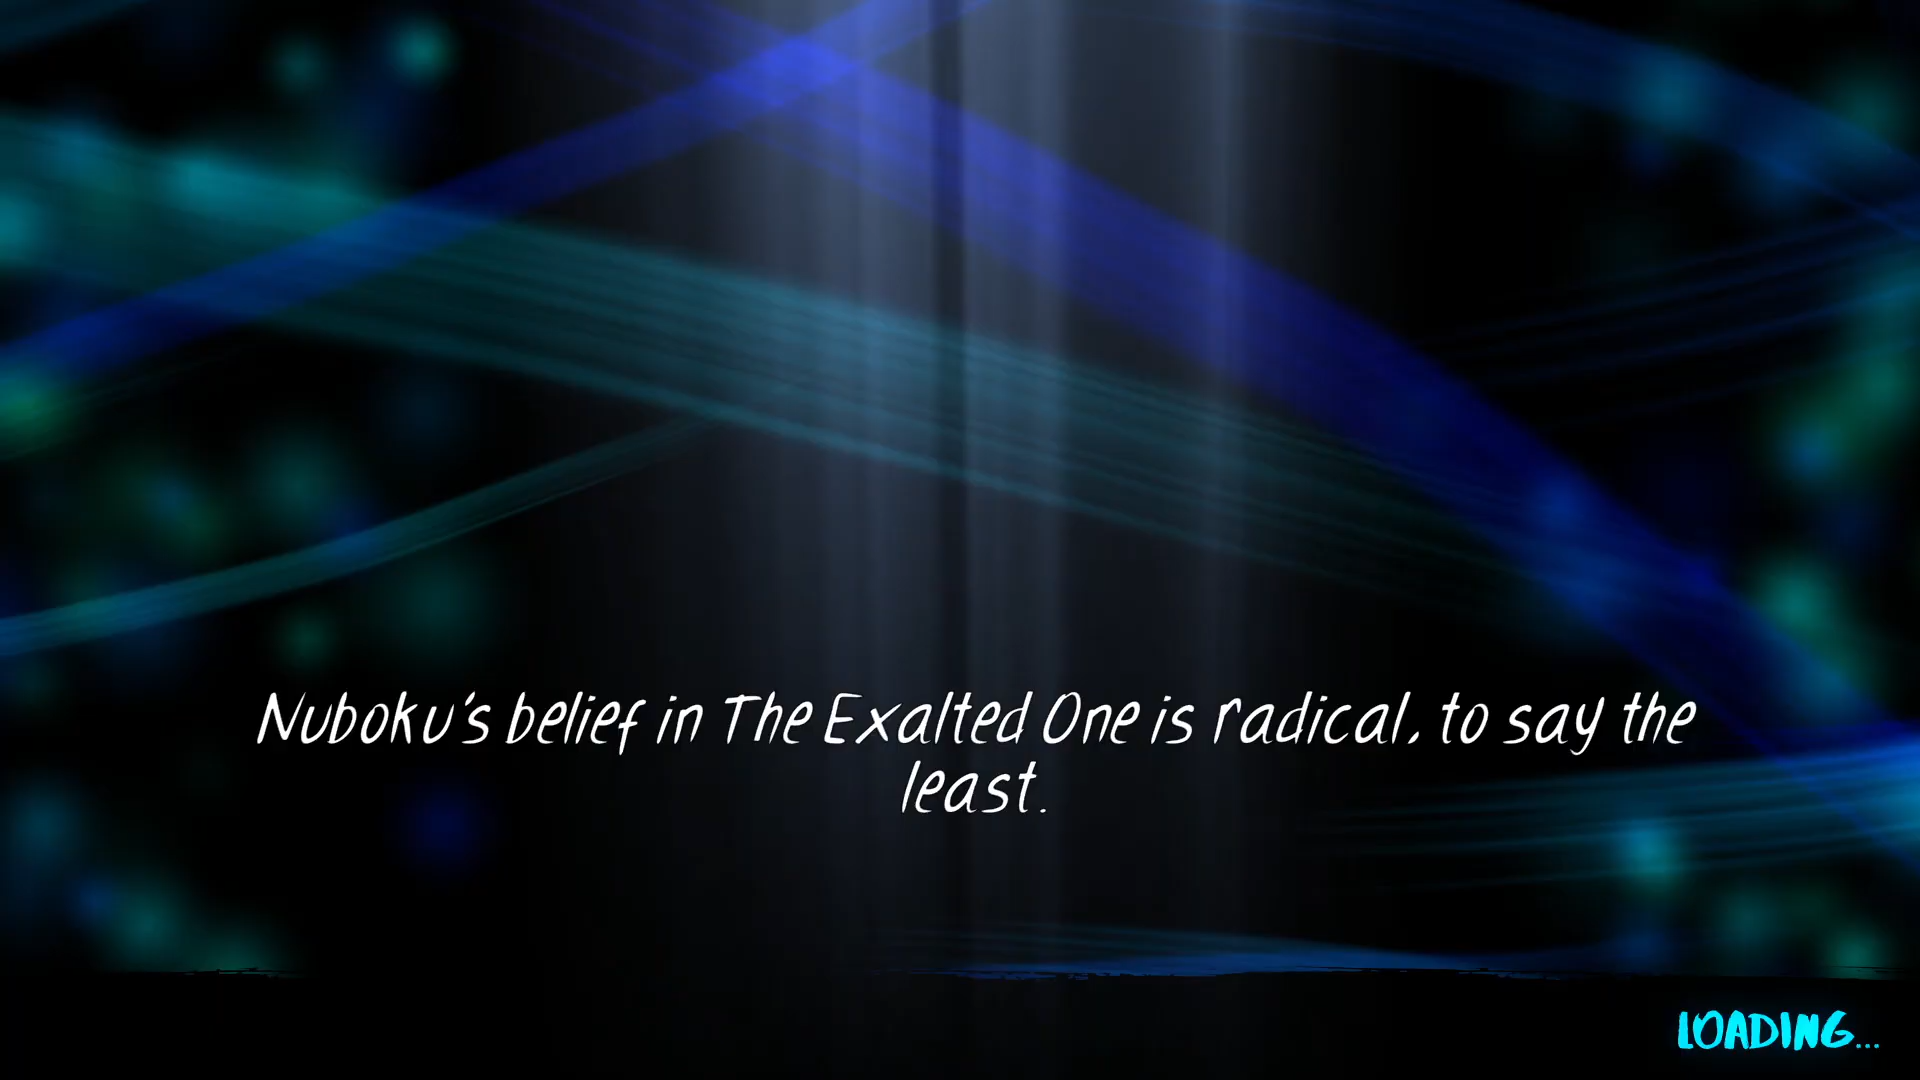 Nuboku's belief in The Exalted One is radical, to say the
least.
LOADING...